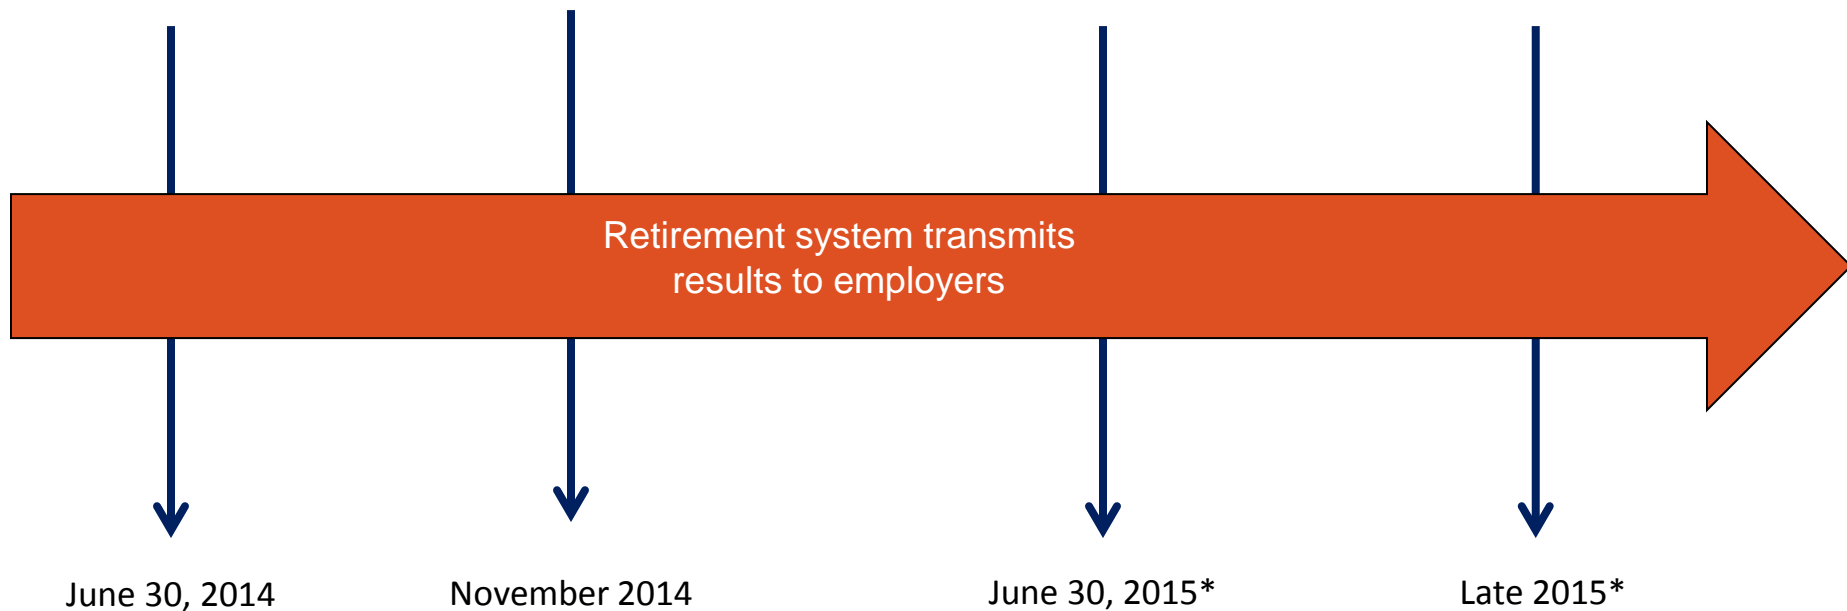 Retirement system transmits
results to employers
June 30, 2014
November 2014
June 30, 2015*
Late 2015*